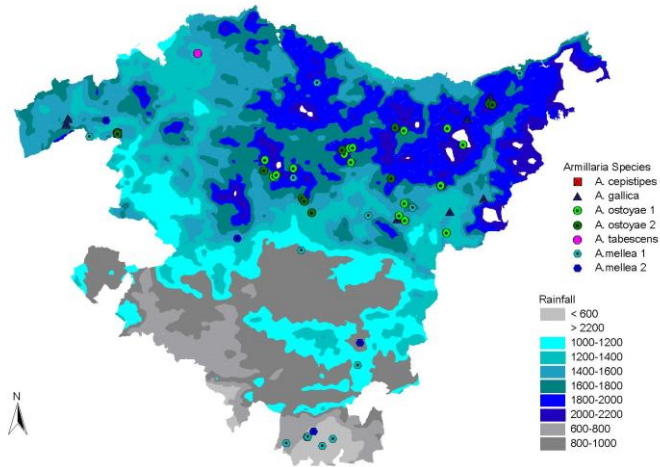 Armillaria Species
A. cepistipes
A. gallica
A. ostoyae 1
A. ostoyae 2
A. tabescens
A.mellea 1
A.mellea 2
Rainfall
< 600
> 2200
1000-1200
1200-1400
1400-1600
1600-1800
1800-2000
2000-2200
600-800
800-1000
N